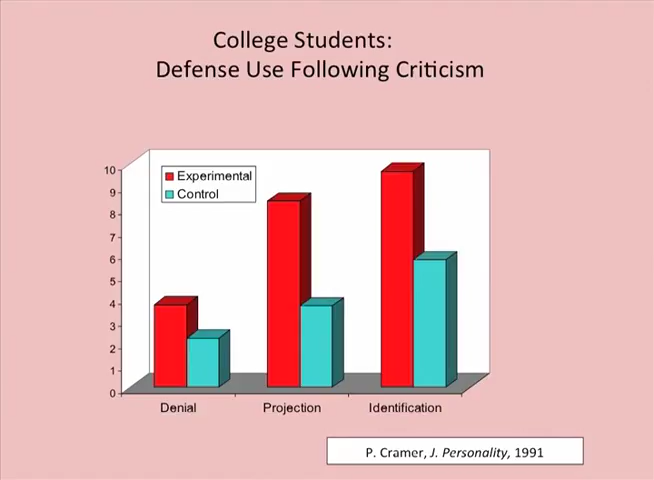 College Students:
Defense Use Following Criticism
Experimental
Control
10
9
8
7
6
5
4
3
2
1
0
Denial Projection Identification
P. Cramer, J. Personality, 1991